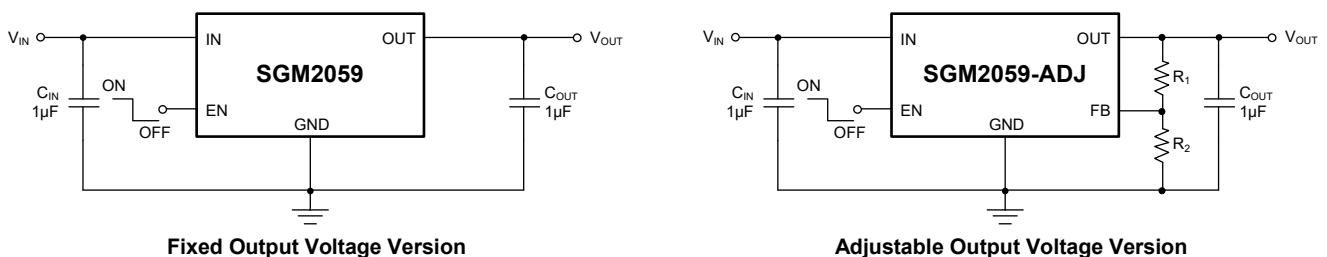 V_IN IN OUT V_OUT
SGM2059
C_IN ON
1μF EN
OFF
GND
C_OUT
1μF
Fixed Output Voltage Version
V_IN IN OUT V_OUT
SGM2059-ADJ
C_IN ON
1μF EN
OFF
GND
FB
R_1
R_2
C_OUT
1μF
Adjustable Output Voltage Version